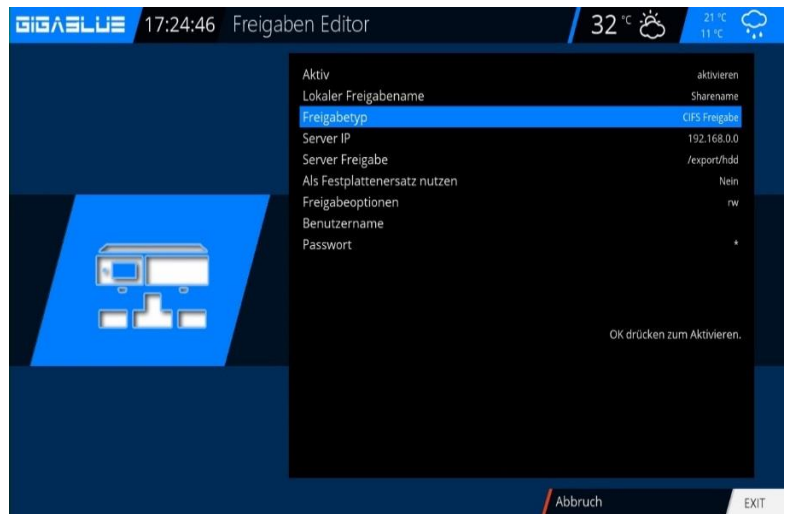 GIGABLUE 17:24:46 Freigaben Editor 32 °C 21 °C
11 °C
Aktiv aktivieren
Lokaler Freigabename Sharename
Freigabetyp CIFS Freigabe
Server IP 192.168.0.0
Server Freigabe /export/hdd
Als Festplattenersatz nutzen Nein
Freigabeoptionen rw
Benutzername
Passwort *
OK drücken zum Aktivieren.
Abbruch EXIT